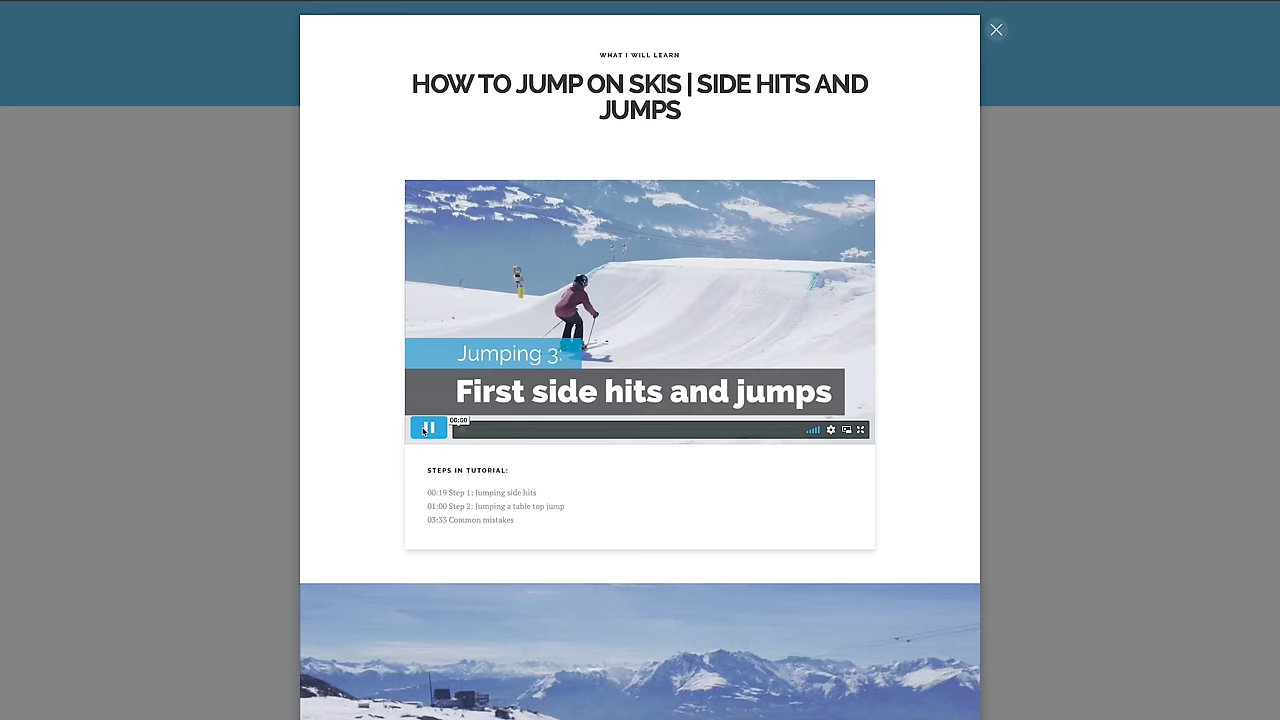 WHAT I WILL LEARN
HOW TO JUMP ON SKIS | SIDE HITS AND
JUMPS
Jumping 3:
First side hits and jumps
00:00
STEPS IN TUTORIAL:
00:19 Step 1: Jumping side hits
01:00 Step 2: Jumping a table top jump
03:33 Common mistakes